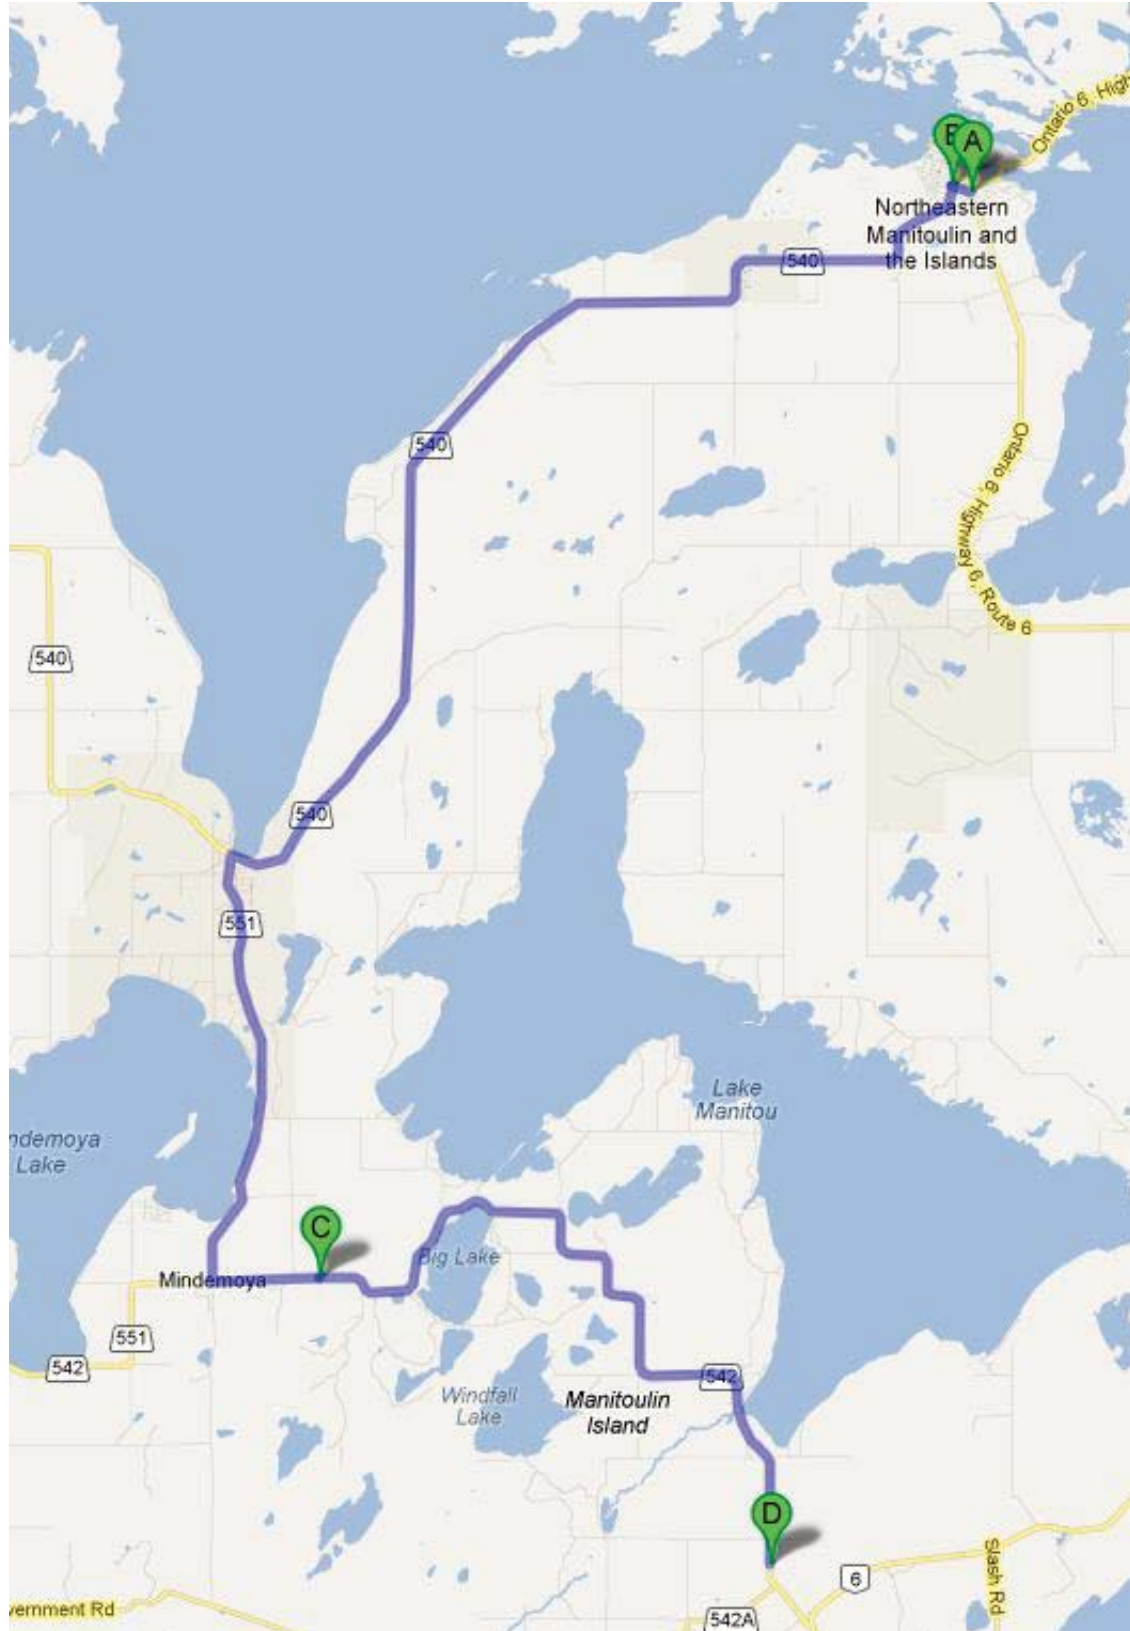 Ontario 6, High
B
A
Northeastern
Manitoulin and
the Islands
540
540
Ontario 6, Highway 6, Route 6
540
540
551
Lake
Manitou
ndemoya
Lake
C
Big Lake
Mindemoya
551
542
542
Windfall
Lake
Manitoulin
Island
D
Slash Rd
6
vernment Rd
542A